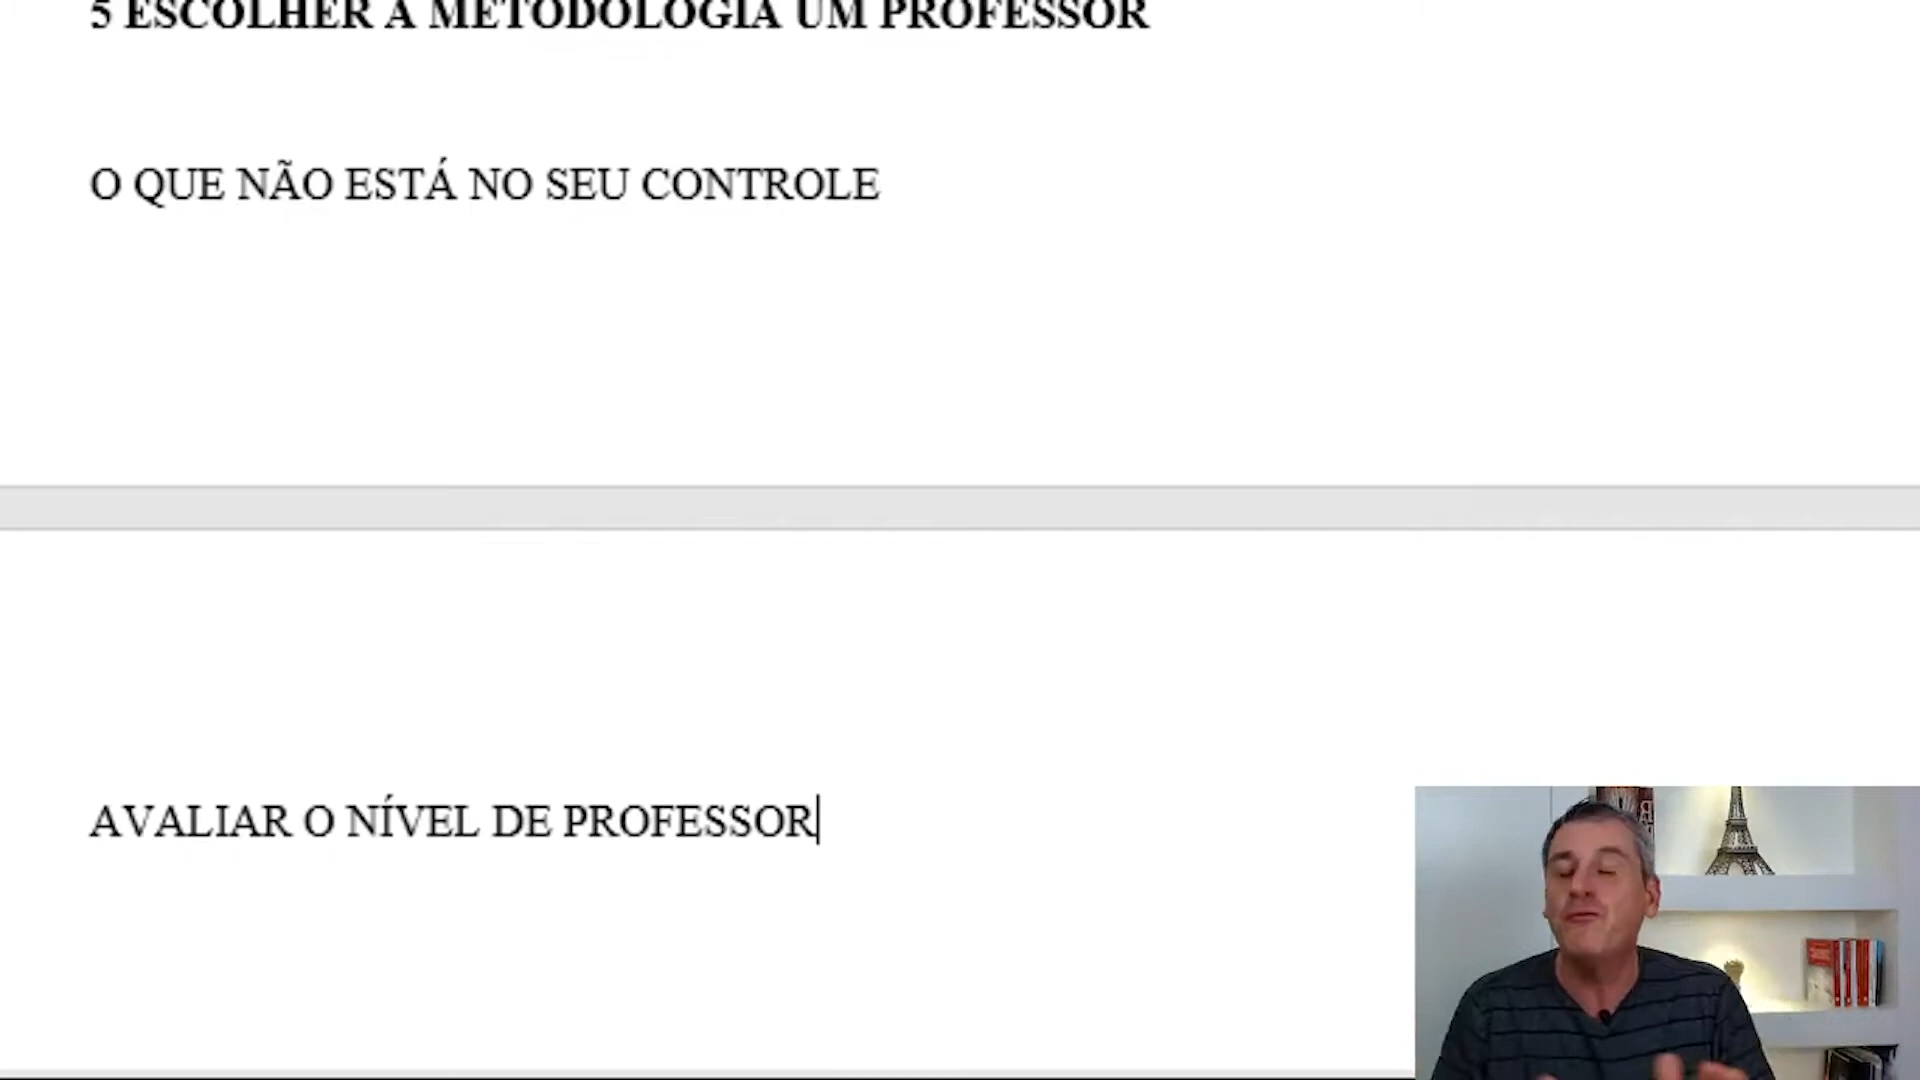 5 ESCOLHER A METODOLOGIA UM PROFESSOR
O QUE NÃO ESTÁ NO SEU CONTROLE
AVALIAR O NÍVEL DE PROFESSOR